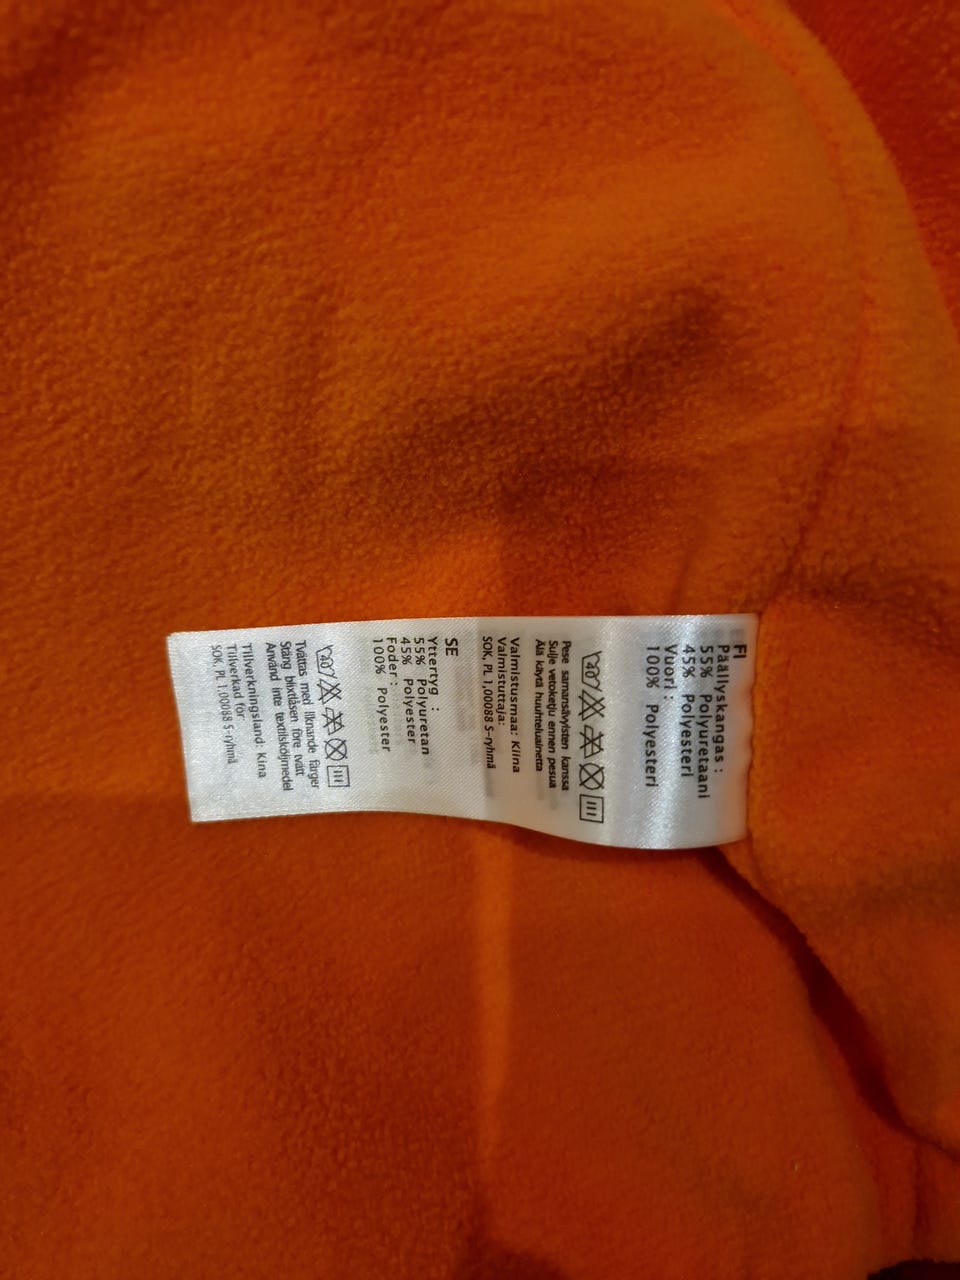 FI
Päällyskangas :
55% Polyuretaani
45% Polyesteri
Vuori :
100% Polyesteri
Pese samansävyisten kanssa
Sulje vetoketju ennen pesua
Älä käytä huuhteluainetta
Valmistusmaa: Kiina
Valmistuttaja:
SOK, PL 1,00088 S-ryhmä
SE
Yttertyg :
55% Polyuretan
45% Polyester
Foder :
100% Polyester
Tvättas med liknande färger
Stäng blixtlåsen före tvätt
Använd inte textilsköljmedel
Tillverkningsland: Kina
Tillverkad för:
SOK, PL 1,00088 S-ryhmä